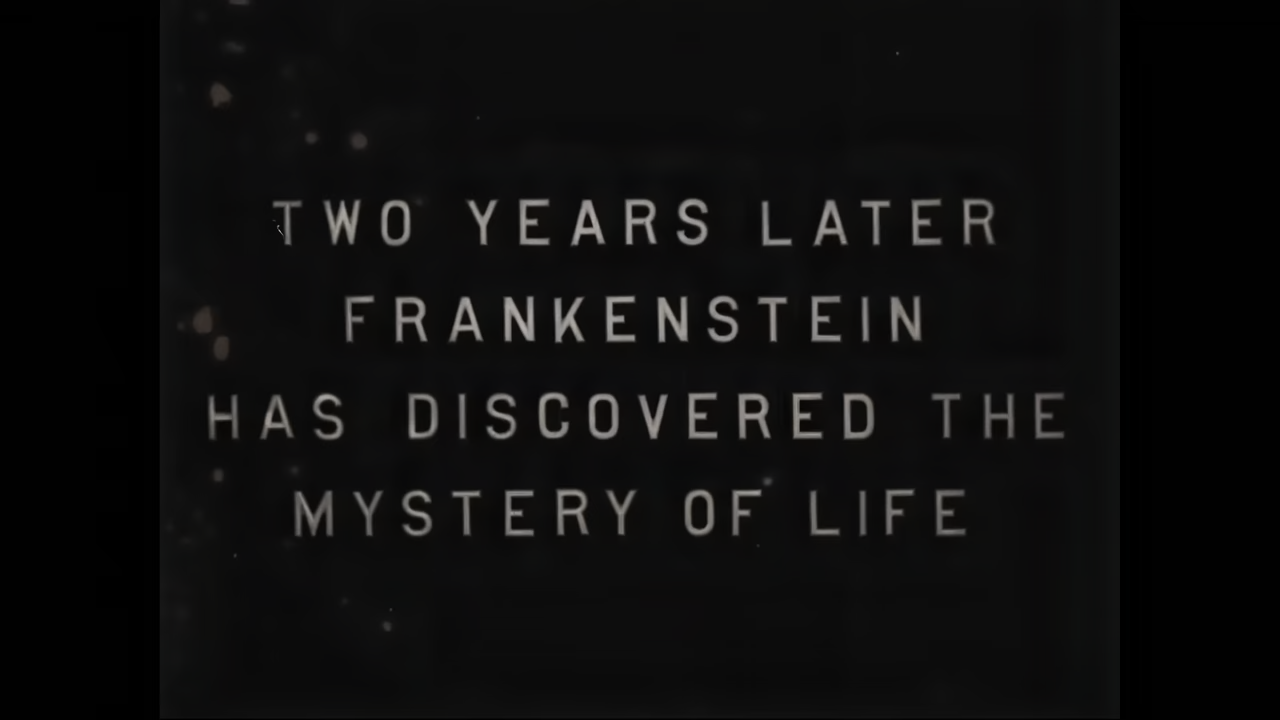 TWO YEARS LATER
FRANKENSTEIN
HAS DISCOVERED THE
MYSTERY OF LIFE